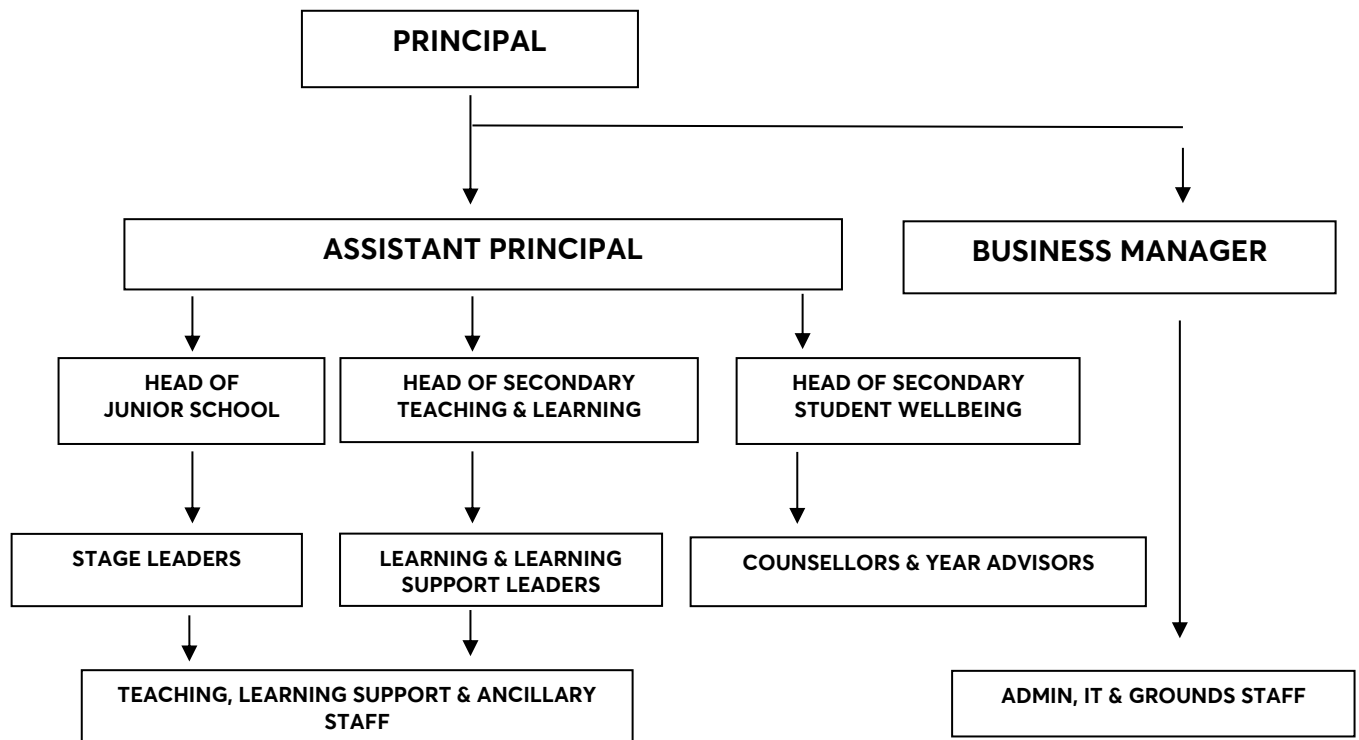 PRINCIPAL
ASSISTANT PRINCIPAL
BUSINESS MANAGER
HEAD OF
JUNIOR SCHOOL
HEAD OF SECONDARY
TEACHING & LEARNING
HEAD OF SECONDARY
STUDENT WELLBEING
STAGE LEADERS
LEARNING & LEARNING
SUPPORT LEADERS
COUNSELLORS & YEAR ADVISORS
TEACHING, LEARNING SUPPORT & ANCILLARY
STAFF
ADMIN, IT & GROUNDS STAFF